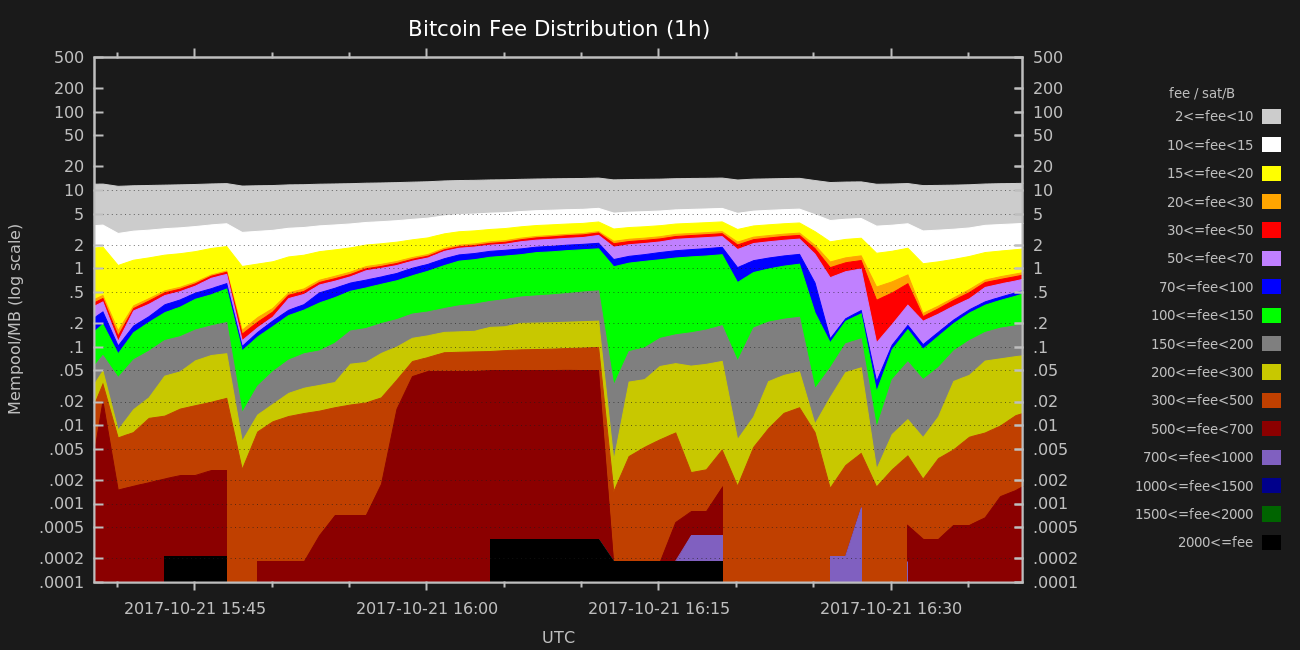 Bitcoin Fee Distribution (1h)
Mempool/MB (log scale)
500
200
100
50
20
10
5
2
1
.5
.2
.1
.05
.02
.01
.005
.002
.001
.0005
.0002
.0001
500
200
100
50
20
10
5
2
1
.5
.2
.1
.05
.02
.01
.005
.002
.001
.0005
.0002
.0001
2017-10-21 15:45
2017-10-21 16:00
2017-10-21 16:15
2017-10-21 16:30
UTC
fee / sat/B
2<=fee<10
10<=fee<15
15<=fee<20
20<=fee<30
30<=fee<50
50<=fee<70
70<=fee<100
100<=fee<150
150<=fee<200
200<=fee<300
300<=fee<500
500<=fee<700
700<=fee<1000
1000<=fee<1500
1500<=fee<2000
2000<=fee